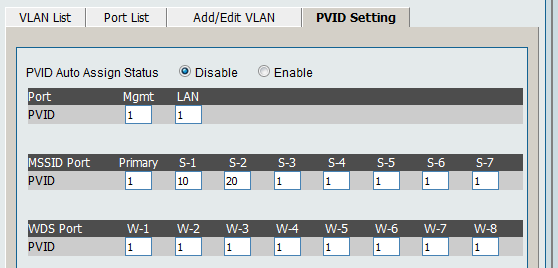 VLAN List Port List Add/Edit VLAN PVID Setting
PVID Auto Assign Status Disable Enable
Port Mgmt LAN
PVID 1 1
MSSID Port Primary S-1 S-2 S-3 S-4 S-5 S-6 S-7
PVID 1 10 20 1 1 1 1 1
WDS Port W-1 W-2 W-3 W-4 W-5 W-6 W-7 W-8
PVID 1 1 1 1 1 1 1 1